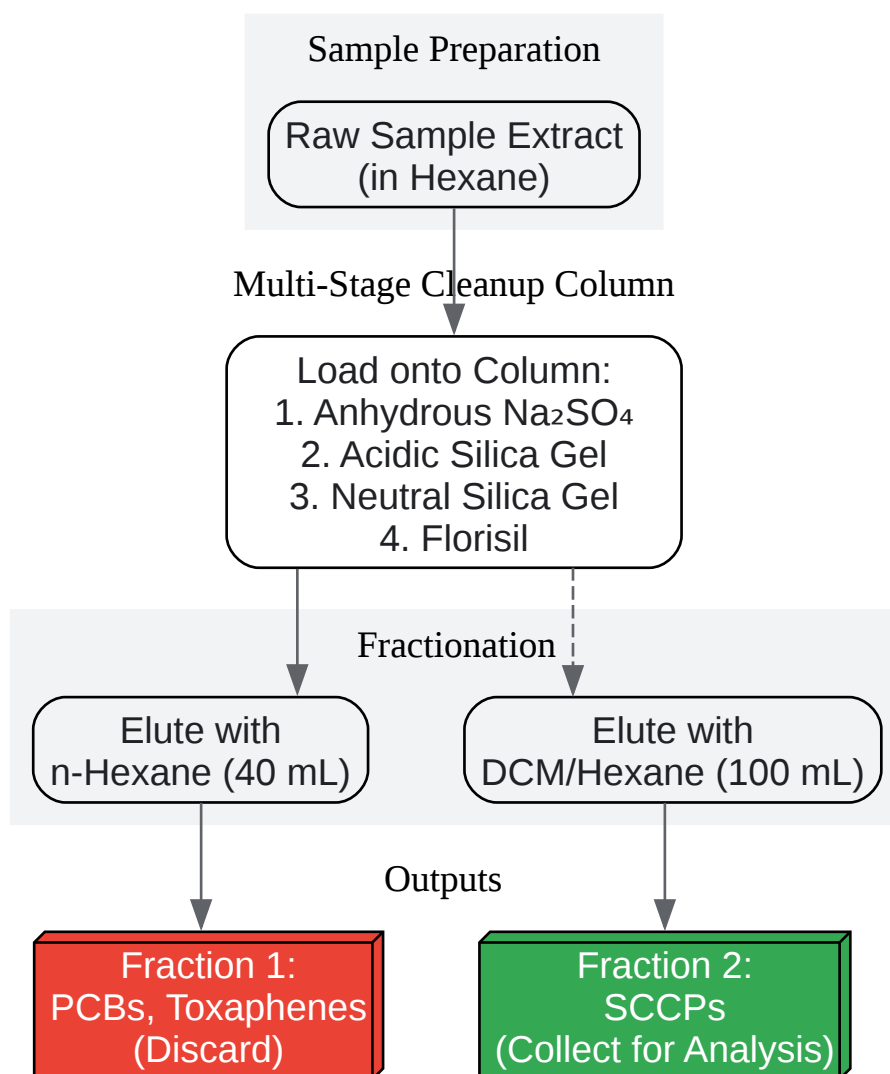 Sample Preparation
Raw Sample Extract
(in Hexane)
Multi-Stage Cleanup Column
Load onto Column:
1. Anhydrous Na₂SO₄
2. Acidic Silica Gel
3. Neutral Silica Gel
4. Florisil
Fractionation
Elute with
n-Hexane (40 mL)
Elute with
DCM/Hexane (100 mL)
Outputs
Fraction 1:
PCBs, Toxaphenes
(Discard)
Fraction 2:
SCCPs
(Collect for Analysis)